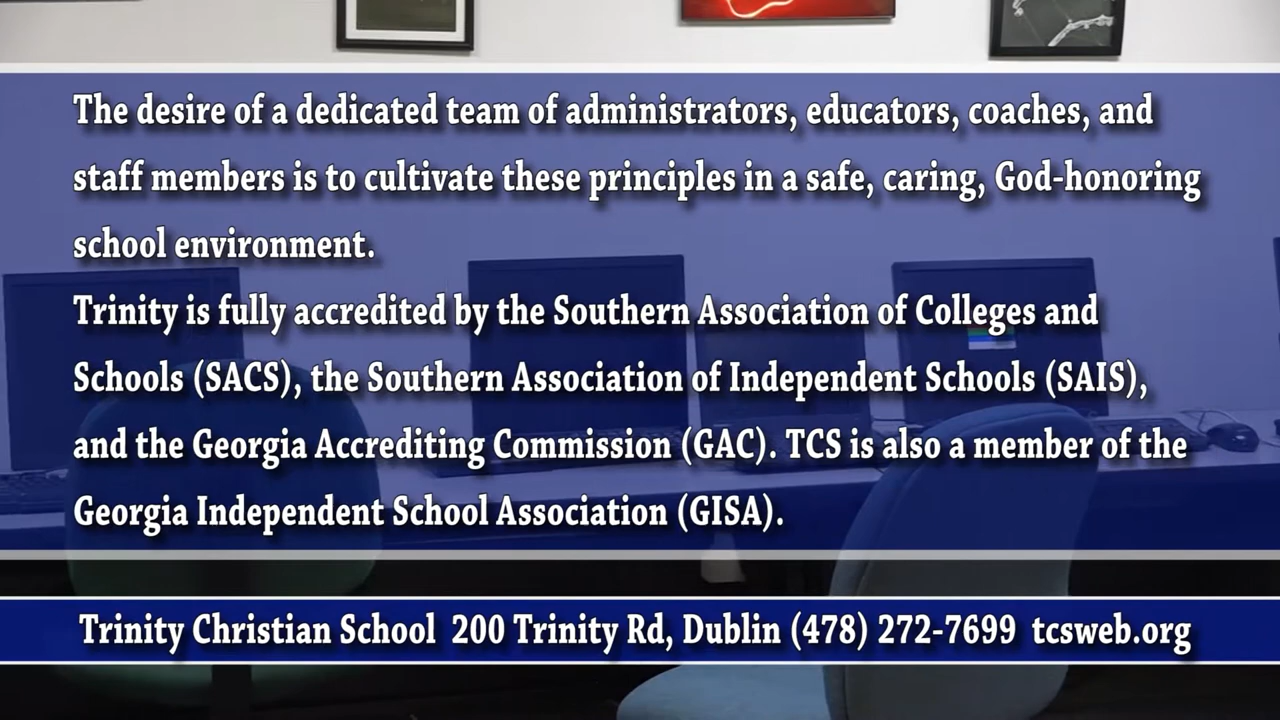 The desire of a dedicated team of administrators, educators, coaches, and
staff members is to cultivate these principles in a safe, caring, God-honoring
school environment.
Trinity is fully accredited by the Southern Association of Colleges and
Schools (SACS), the Southern Association of Independent Schools (SAIS),
and the Georgia Accrediting Commission (GAC). TCS is also a member of the
Georgia Independent School Association (GISA).
Trinity Christian School 200 Trinity Rd, Dublin (478) 272-7699 tcsweb.org